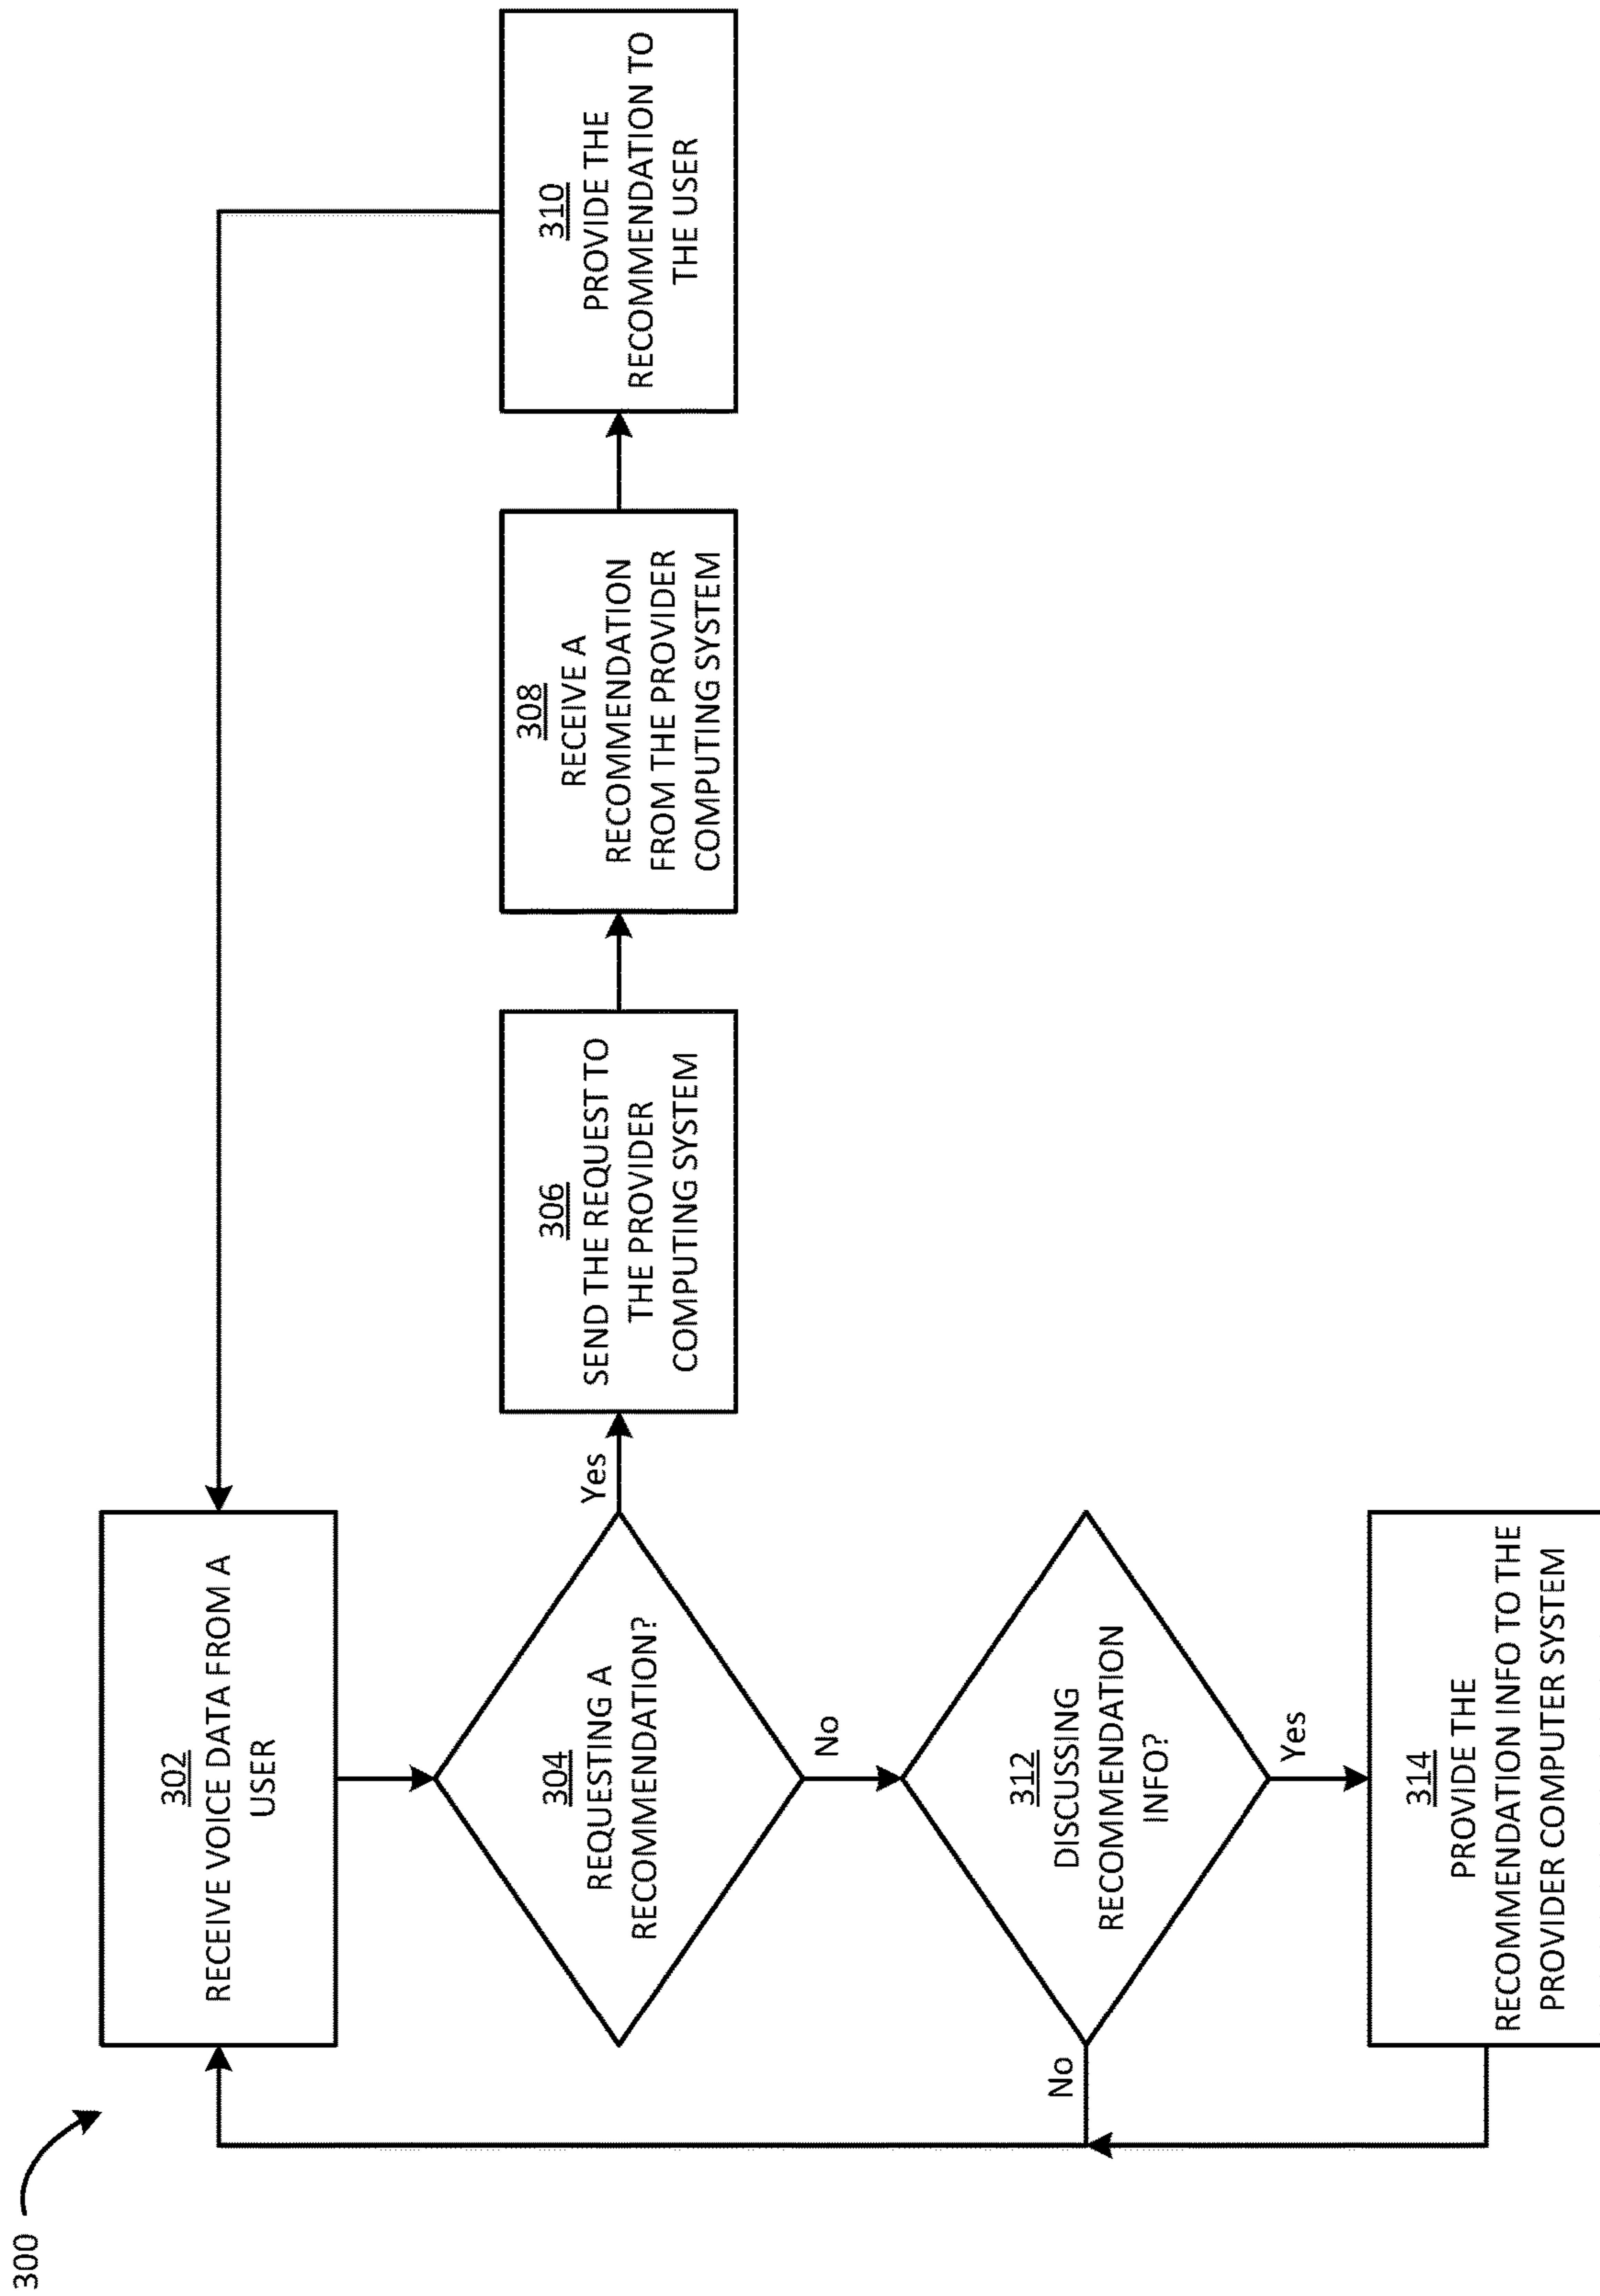 300
302
RECEIVE VOICE DATA FROM A
USER
304
REQUESTING A
RECOMMENDATION?
Yes
306
SEND THE REQUEST TO
THE PROVIDER
COMPUTING SYSTEM
308
RECEIVE A
RECOMMENDATION
FROM THE PROVIDER
COMPUTING SYSTEM
310
PROVIDE THE
RECOMMENDATION TO
THE USER
No
312
DISCUSSING
RECOMMENDATION
INFO?
No
Yes
314
PROVIDE THE
RECOMMENDATION INFO TO THE
PROVIDER COMPUTER SYSTEM